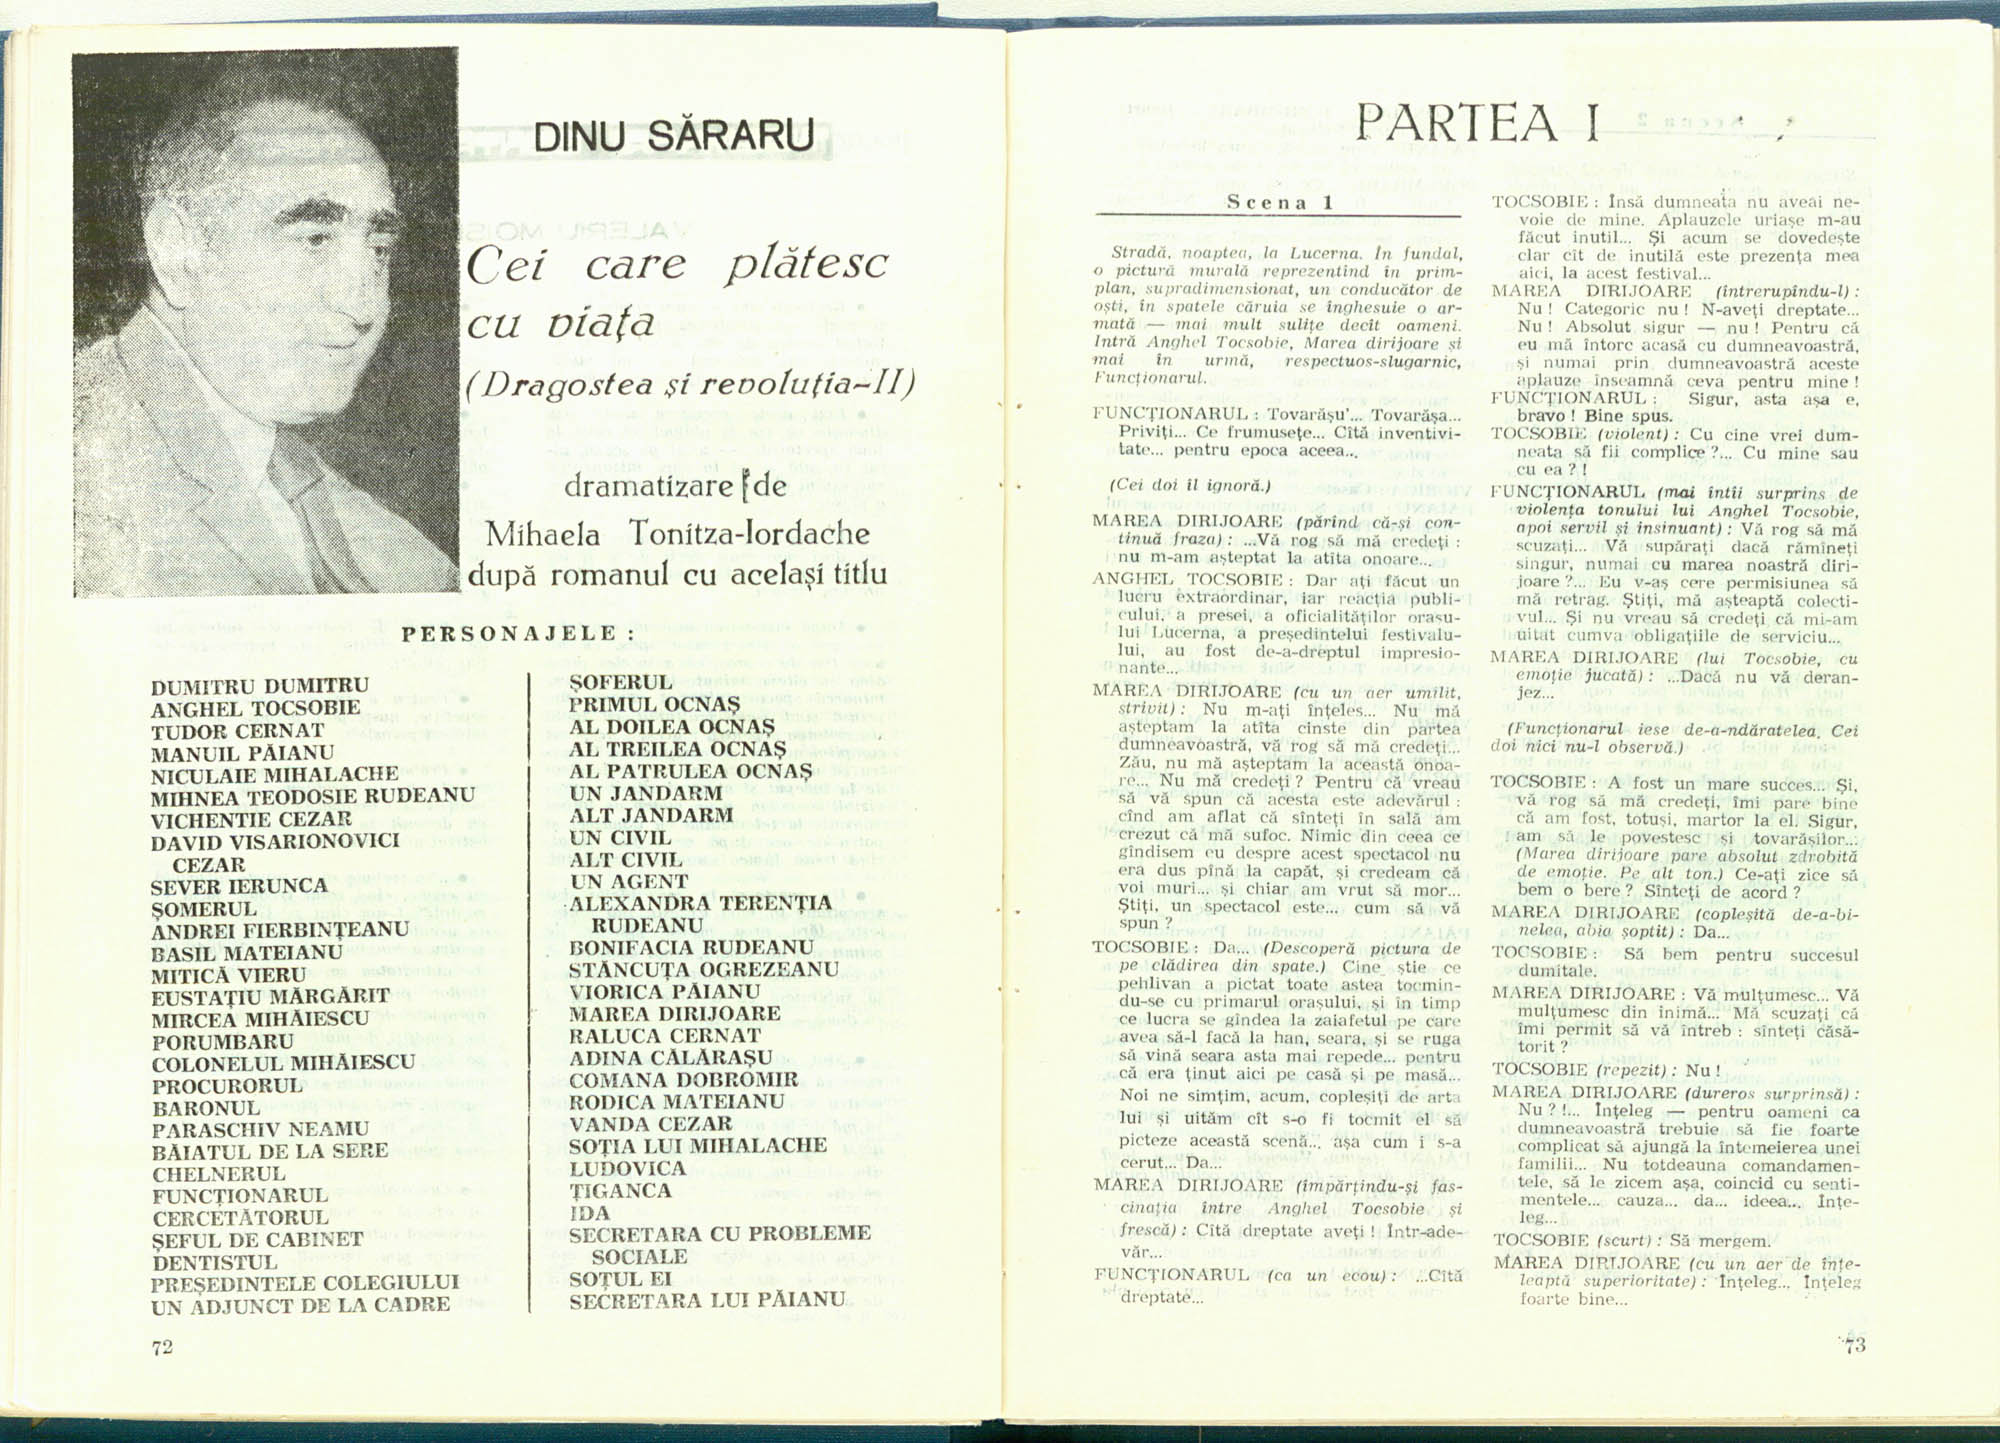 DINU SĂRARU
Cei care plătesc
cu viața
(Dragostea și revoluția-II)
dramatizare de
Mihaela Tonitza-Iordache
după romanul cu același titlu
PERSONAJELE :
DUMITRU DUMITRU
ANGHEL TOCSOBIE
TUDOR CERNAT
MANUIL PĂIANU
NICULAIE MIHALACHE
MIHNEA TEODOSIE RUDEANU
VICHENTIE CEZAR
DAVID VISARIONOVICI
CEZAR
SEVER IERUNCA
ȘOMERUL
ANDREI FIERBINȚEANU
BASIL MATEIANU
MITICĂ VIERU
EUSTAȚIU MĂRGĂRIT
MIRCEA MIHĂIESCU
PORUMBARU
COLONELUL MIHĂIESCU
PROCURORUL
BARONUL
PARASCHIV NEAMU
BĂIATUL DE LA SERE
CHELNERUL
FUNCȚIONARUL
CERCETĂTORUL
ȘEFUL DE CABINET
DENTISTUL
PREȘEDINTELE COLEGIULUI
UN ADJUNCT DE LA CADRE
ȘOFERUL
PRIMUL OCNAȘ
AL DOILEA OCNAȘ
AL TREILEA OCNAȘ
AL PATRULEA OCNAȘ
UN JANDARM
ALT JANDARM
UN CIVIL
ALT CIVIL
UN AGENT
ALEXANDRA TERENȚIA
RUDEANU
BONIFACIA RUDEANU
STĂNCUȚA OGREZEANU
VIORICA PĂIANU
MAREA DIRIJOARE
RALUCA CERNAT
ADINA CĂLĂRAȘU
COMANA DOBROMIR
RODICA MATEIANU
VANDA CEZAR
SOȚIA LUI MIHALACHE
LUDOVICA
ȚIGANCA
IDA
SECRETARA CU PROBLEME
SOCIALE
SOȚUL EI
SECRETARA LUI PĂIANU
72
PARTEA I
Scena 1
Stradă, noaptea, la Lucerna. În fundal,
o pictură murală reprezentînd în prim-
plan, supradimensionat, un conducător de
oști, în spatele căruia se înghesuie o ar-
mată — mai mult sulițe decît oameni.
Intră Anghel Tocsobie, Marea dirijoare și
mai în urmă, respectuos-slugarnic,
Funcționarul.
FUNCȚIONARUL : Tovarășu'... Tovarășa...
Priviți... Ce frumusețe... Cîtă inventivi-
tate... pentru epoca aceea...
(Cei doi îl ignoră.)
MAREA DIRIJOARE (părînd că-și con-
tinuă fraza) : ...Vă rog să mă credeți :
nu m-am așteptat la atîta onoare...
ANGHEL TOCSOBIE : Dar ați făcut un
lucru extraordinar, iar reacția publi-
cului, a presei, a oficialităților orașu-
lui Lucerna, a președintelui festivalu-
lui, au fost de-a-dreptul impresio-
nante...
MAREA DIRIJOARE (cu un aer umilit,
strivit) : Nu m-ați înțeles... Nu mă
așteptam la atîta cinste din partea
dumneavoastră, vă rog să mă credeți...
Zău, nu mă așteptam la această onoa-
re... Nu mă credeți ? Pentru că vreau
să vă spun că acesta este adevărul :
cînd am aflat că sînteți în sală am
crezut că mă sufoc. Nimic din ceea ce
gîndisem eu despre acest spectacol nu
era dus pînă la capăt, și credeam că
voi muri... și chiar am vrut să mor...
Știți, un spectacol este... cum să vă
spun ?
TOCSOBIE : Da... (Descoperă pictura de
pe clădirea din spate.) Cine știe ce
pehlivan a pictat toate astea tocmin-
du-se cu primarul orașului, și în timp
ce lucra se gîndea la zaiafetul pe care
avea să-l facă la han, seara, și se ruga
să vină seara asta mai repede... pentru
că era ținut aici pe casă și pe masă...
Noi ne simțim, acum, copleșiți de arta
lui și uităm cît s-o fi tocmit el să
picteze această scenă... așa cum i s-a
cerut... Da...
MAREA DIRIJOARE (împărțindu-și fas-
cinația între Anghel Tocsobie și
frescă) : Cîtă dreptate aveți ! Într-ade-
văr...
FUNCȚIONARUL (ca un ecou) : ...Cîtă
dreptate...
TOCSOBIE : Însă dumneata nu aveai ne-
voie de mine. Aplauzele uriașe m-au
făcut inutil... Și acum se dovedește
clar cît de inutilă este prezența mea
aici, la acest festival...
MAREA DIRIJOARE (întrerupîndu-l) :
Nu ! Categoric nu ! N-aveți dreptate...
Nu ! Absolut sigur — nu ! Pentru că
eu mă întorc acasă cu dumneavoastră,
și numai prin dumneavoastră aceste
aplauze înseamnă ceva pentru mine !
FUNCȚIONARUL : Sigur, asta așa e,
bravo ! Bine spus.
TOCSOBIE (violent) : Cu cine vrei dum-
neata să fii complice ?... Cu mine sau
cu ea ? !
FUNCȚIONARUL (mai întîi surprins de
violența tonului lui Anghel Tocsobie,
apoi servil și insinuant) : Vă rog să mă
scuzați... Vă supărați dacă rămîneți
singur, numai cu marea noastră diri-
joare ?... Eu v-aș cere permisiunea să
mă retrag. Știți, mă așteaptă colecti-
vul... Și nu vreau să credeți că mi-am
uitat cumva obligațiile de serviciu...
MAREA DIRIJOARE (lui Tocsobie, cu
emoție jucată) : ...Dacă nu vă deran-
jez...
(Funcționarul iese de-a-ndăratelea. Cei
doi nici nu-l observă.)
TOCSOBIE : A fost un mare succes... Și,
vă rog să mă credeți, îmi pare bine
că am fost, totuși, martor la el. Sigur,
am să le povestesc și tovarășilor...
(Marea dirijoare pare absolut zdrobită
de emoție. Pe alt ton.) Ce-ați zice să
bem o bere ? Sînteți de acord ?
MAREA DIRIJOARE (copleșită de-a-bi-
nelea, abia șoptit) : Da...
TOCSOBIE : Să bem pentru succesul
dumitale.
MAREA DIRIJOARE : Vă mulțumesc... Vă
mulțumesc din inimă... Mă scuzați că
îmi permit să vă întreb : sînteți căsă-
torit ?
TOCSOBIE (repezit) : Nu !
MAREA DIRIJOARE (dureros surprinsă) :
Nu ? !... Înțeleg — pentru oameni ca
dumneavoastră trebuie să fie foarte
complicat să ajungă la întemeierea unei
familii... Nu totdeauna comandamen-
tele, să le zicem așa, coincid cu senti-
mentele... cauza... da... ideea... Înțe-
leg...
TOCSOBIE (scurt) : Să mergem.
MAREA DIRIJOARE (cu un aer de înțe-
leaptă superioritate) : Înțeleg... Înțeleg
foarte bine...
73